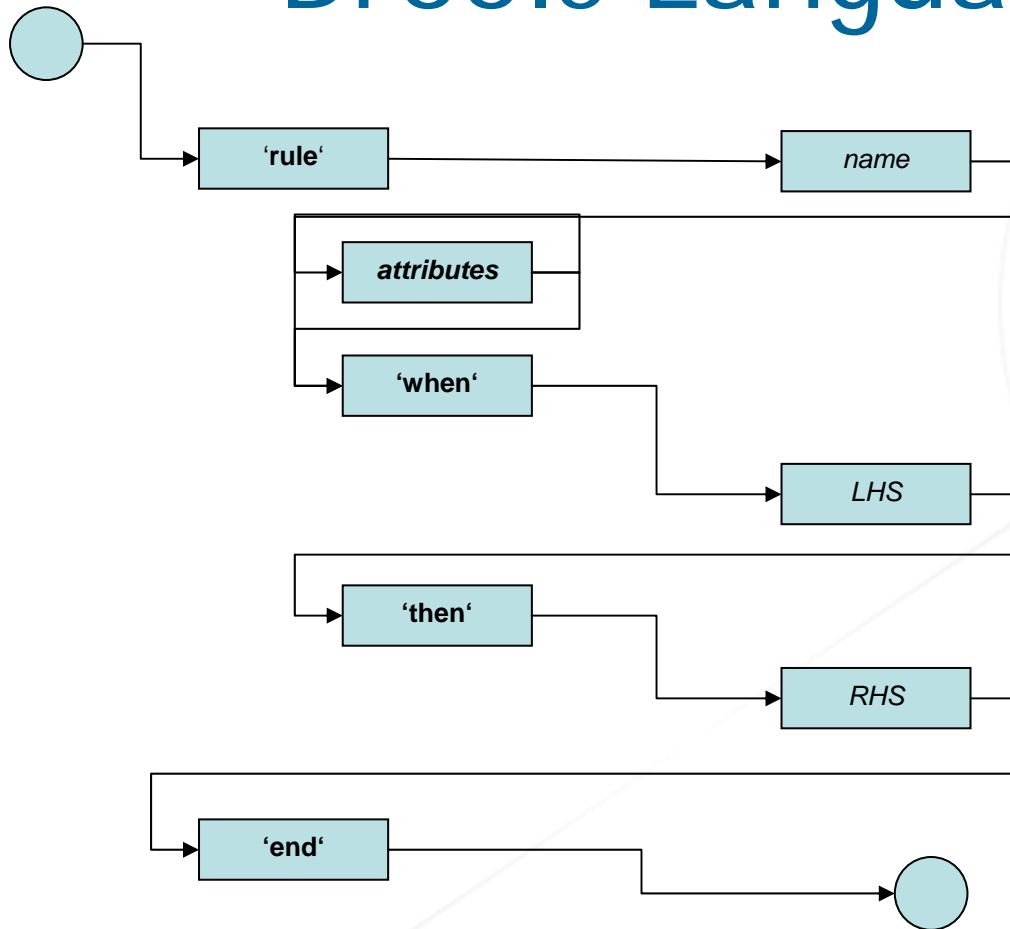 ‘rule‘
name
attributes
‘when‘
LHS
‘then‘
RHS
‘end‘